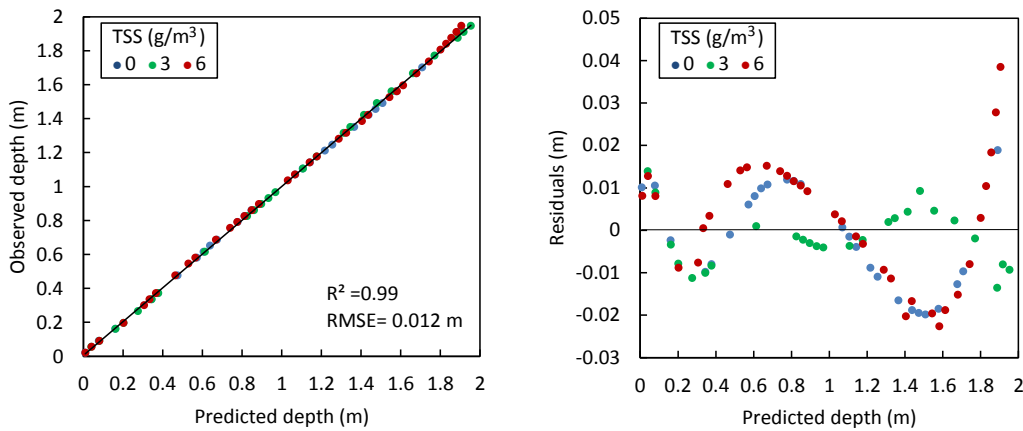 TSS (g/m³)
0 3 6
Observed depth (m)
2
1.8
1.6
1.4
1.2
1
0.8
0.6
0.4
0.2
0
R² =0.99
RMSE= 0.012 m
0 0.2 0.4 0.6 0.8 1 1.2 1.4 1.6 1.8 2
Predicted depth (m)
TSS (g/m³)
0 3 6
Residuals (m)
0.05
0.04
0.03
0.02
0.01
0
-0.01
-0.02
-0.03
0 0.2 0.4 0.6 0.8 1 1.2 1.4 1.6 1.8 2
Predicted depth (m)